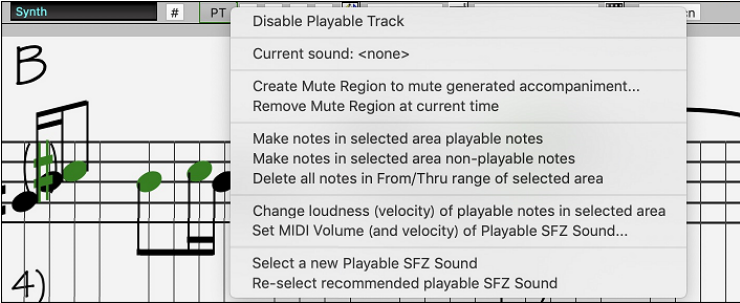 Synth # PT
Disable Playable Track
B
Current sound: <none>
Create Mute Region to mute generated accompaniment...
Remove Mute Region at current time
Make notes in selected area playable notes
Make notes in selected area non-playable notes
Delete all notes in From/Thru range of selected area
Change loudness (velocity) of playable notes in selected area
Set MIDI Volume (and velocity) of Playable SFZ Sound...
4)
Select a new Playable SFZ Sound
Re-select recommended playable SFZ Sound